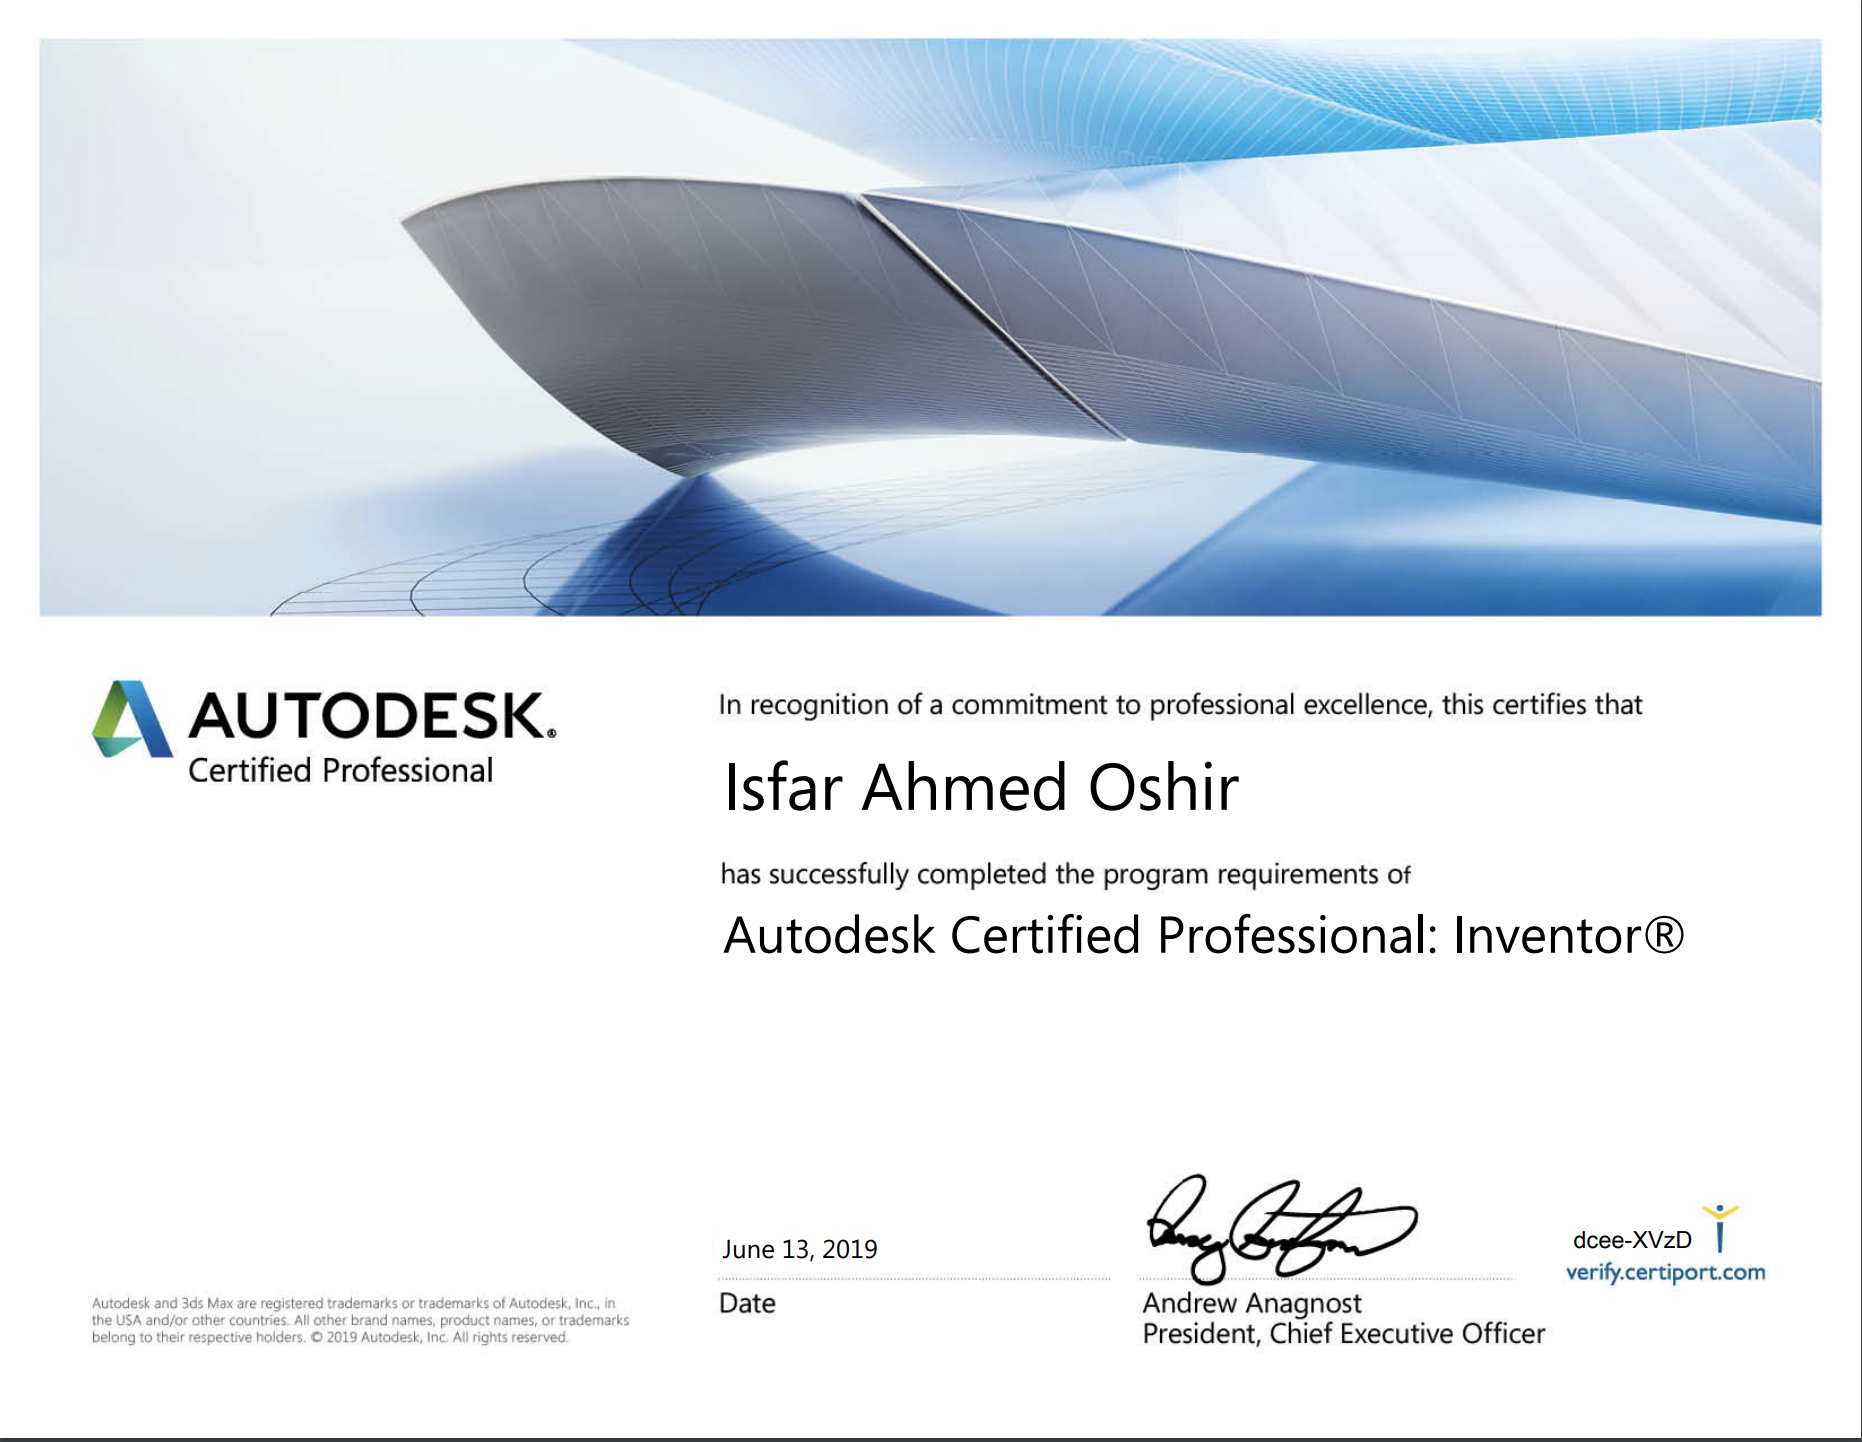 AUTODESK®
Certified Professional
In recognition of a commitment to professional excellence, this certifies that
Isfar Ahmed Oshir
has successfully completed the program requirements of
Autodesk Certified Professional: Inventor®
June 13, 2019
Date
Andrew Anagnost
President, Chief Executive Officer
dcee-XVzD
verify.certiport.com
Autodesk and 3ds Max are registered trademarks or trademarks of Autodesk, Inc., in
the USA and/or other countries. All other brand names, product names, or trademarks
belong to their respective holders. © 2019 Autodesk, Inc. All rights reserved.